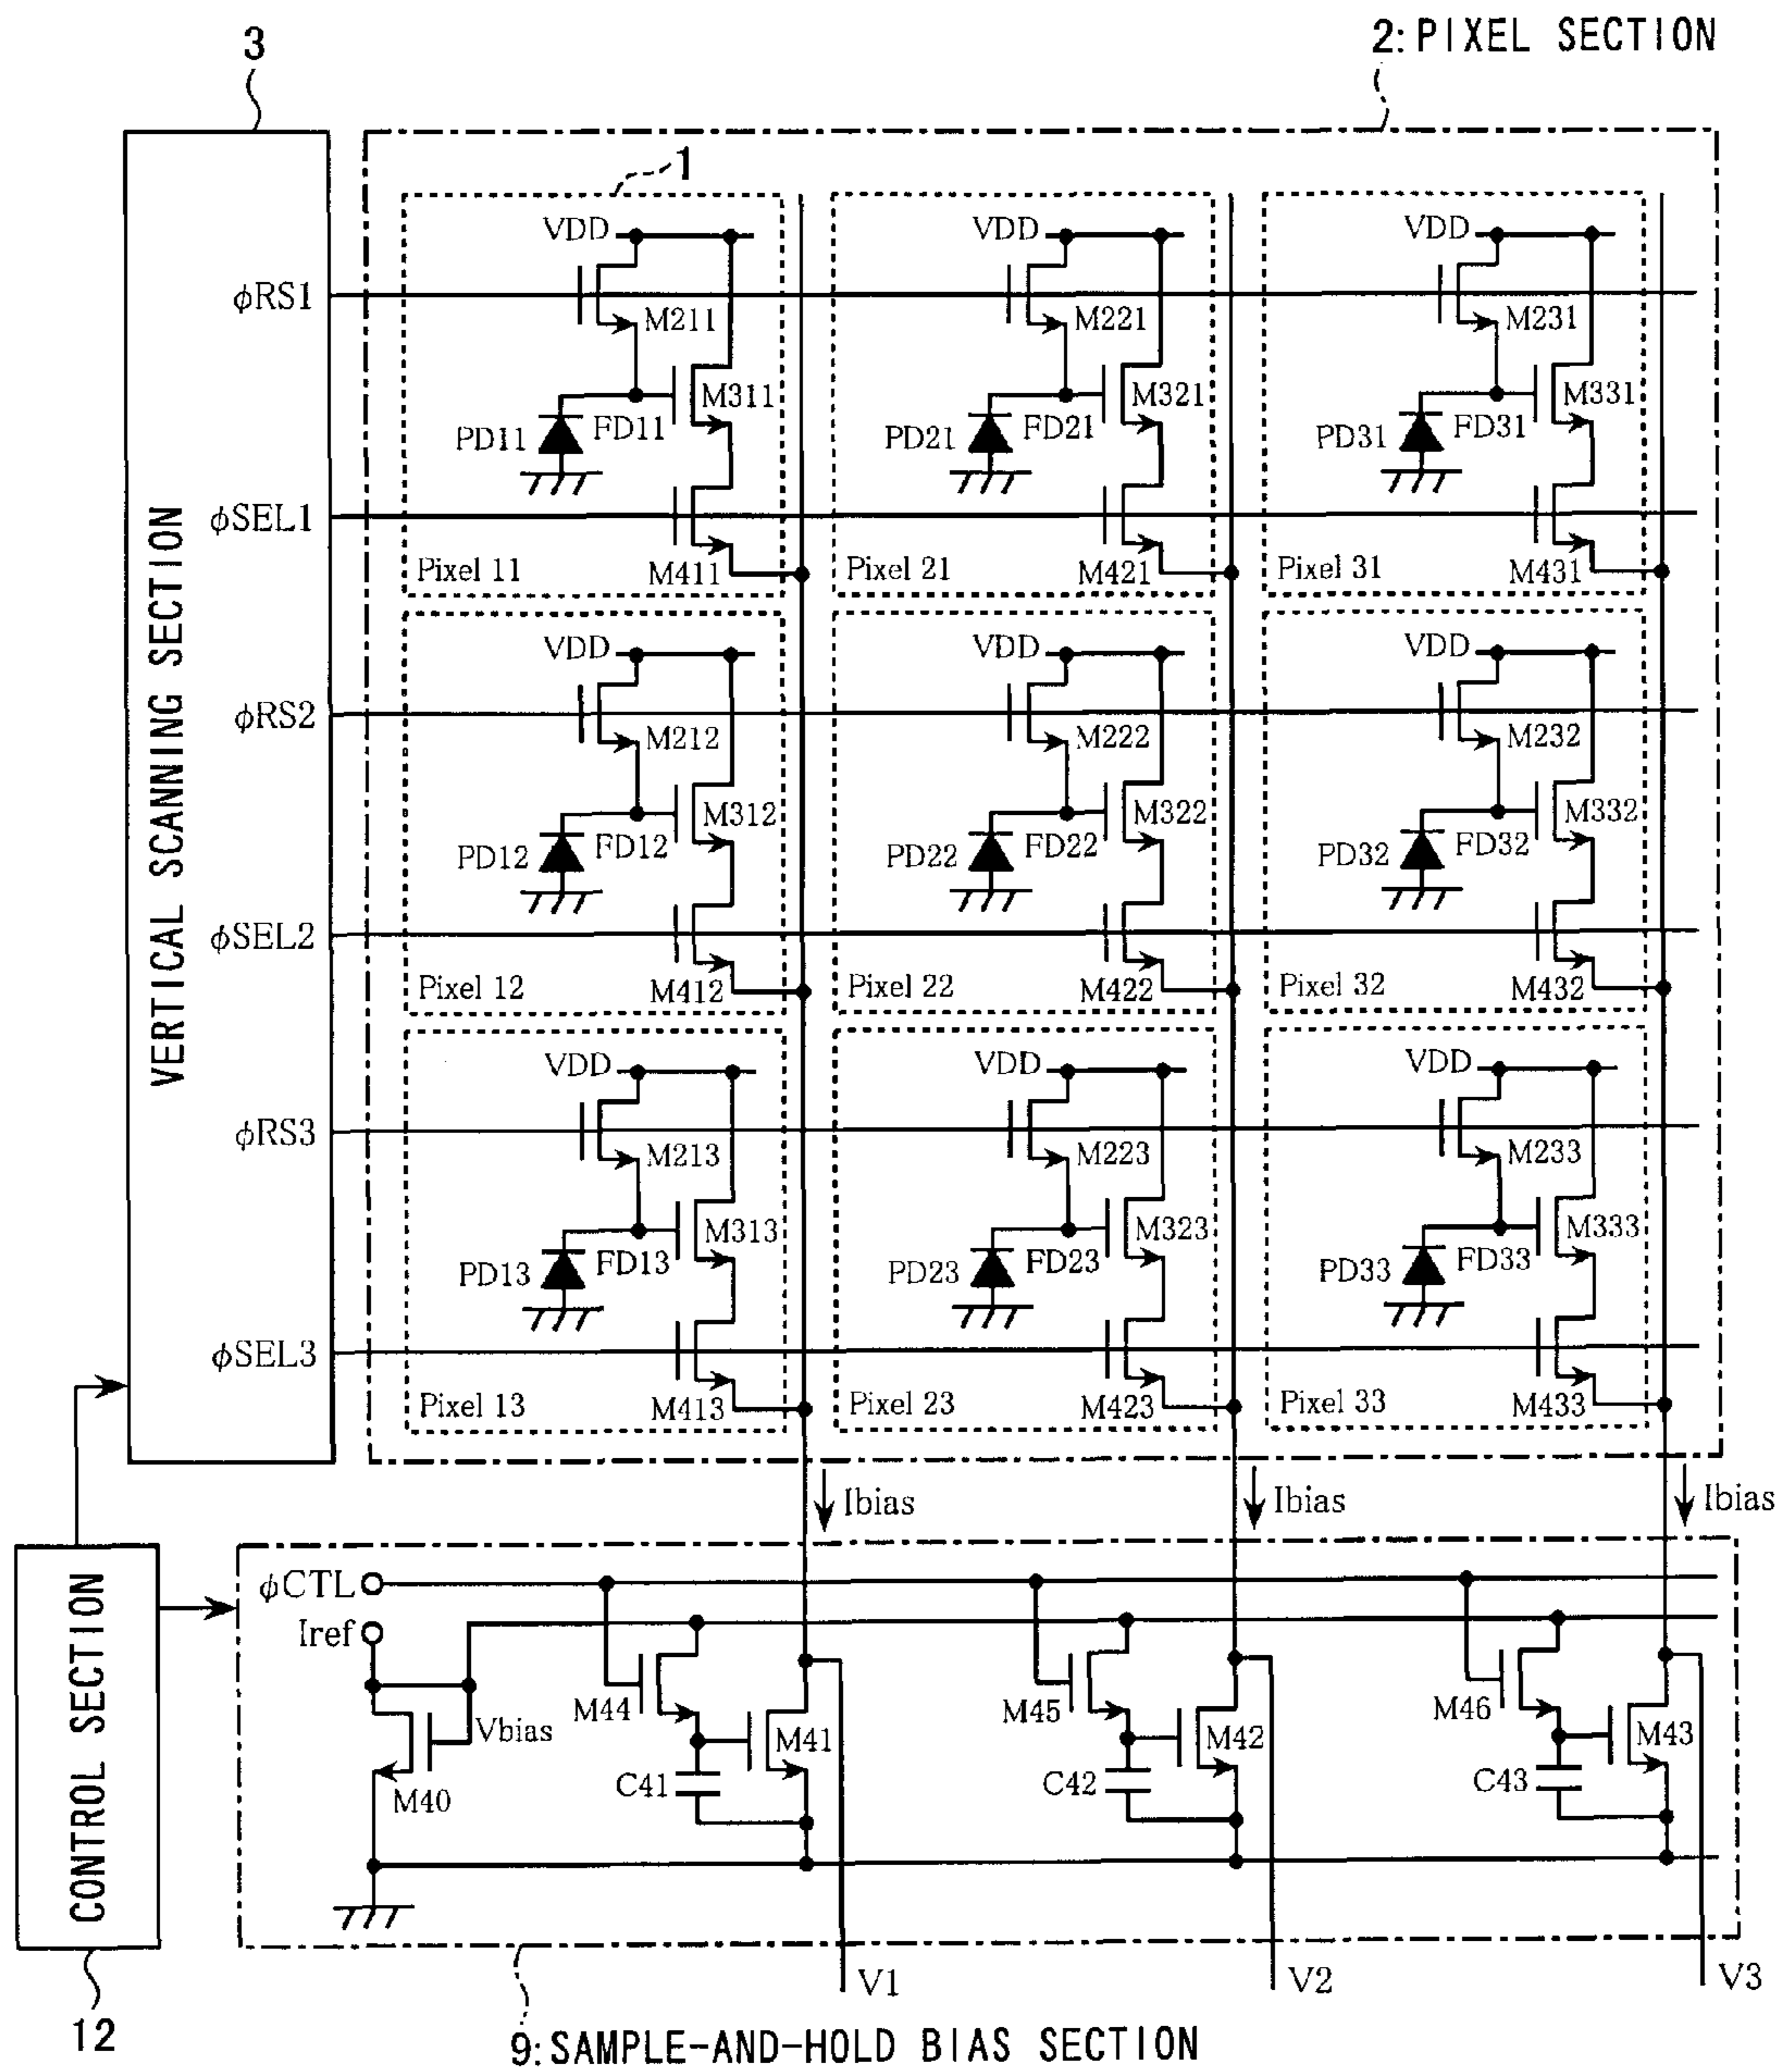 3
2: PIXEL SECTION
1
VERTICAL SCANNING SECTION
VDD
VDD
VDD
φRS1
M211
M221
M231
M311
M321
M331
PD11
FD11
PD21
FD21
PD31
FD31
φSEL1
Pixel 11
M411
Pixel 21
M421
Pixel 31
M431
VDD
VDD
VDD
φRS2
M212
M222
M232
M312
M322
M332
PD12
FD12
PD22
FD22
PD32
FD32
φSEL2
Pixel 12
M412
Pixel 22
M422
Pixel 32
M432
VDD
VDD
VDD
φRS3
M213
M223
M233
M313
M323
M333
PD13
FD13
PD23
FD23
PD33
FD33
φSEL3
Pixel 13
M413
Pixel 23
M423
Pixel 33
M433
Ibias
Ibias
Ibias
CONTROL SECTION
φCTL
Iref
Vbias
M40
M44
M41
C41
M45
M42
C42
M46
M43
C43
V1
V2
V3
12
9: SAMPLE-AND-HOLD BIAS SECTION